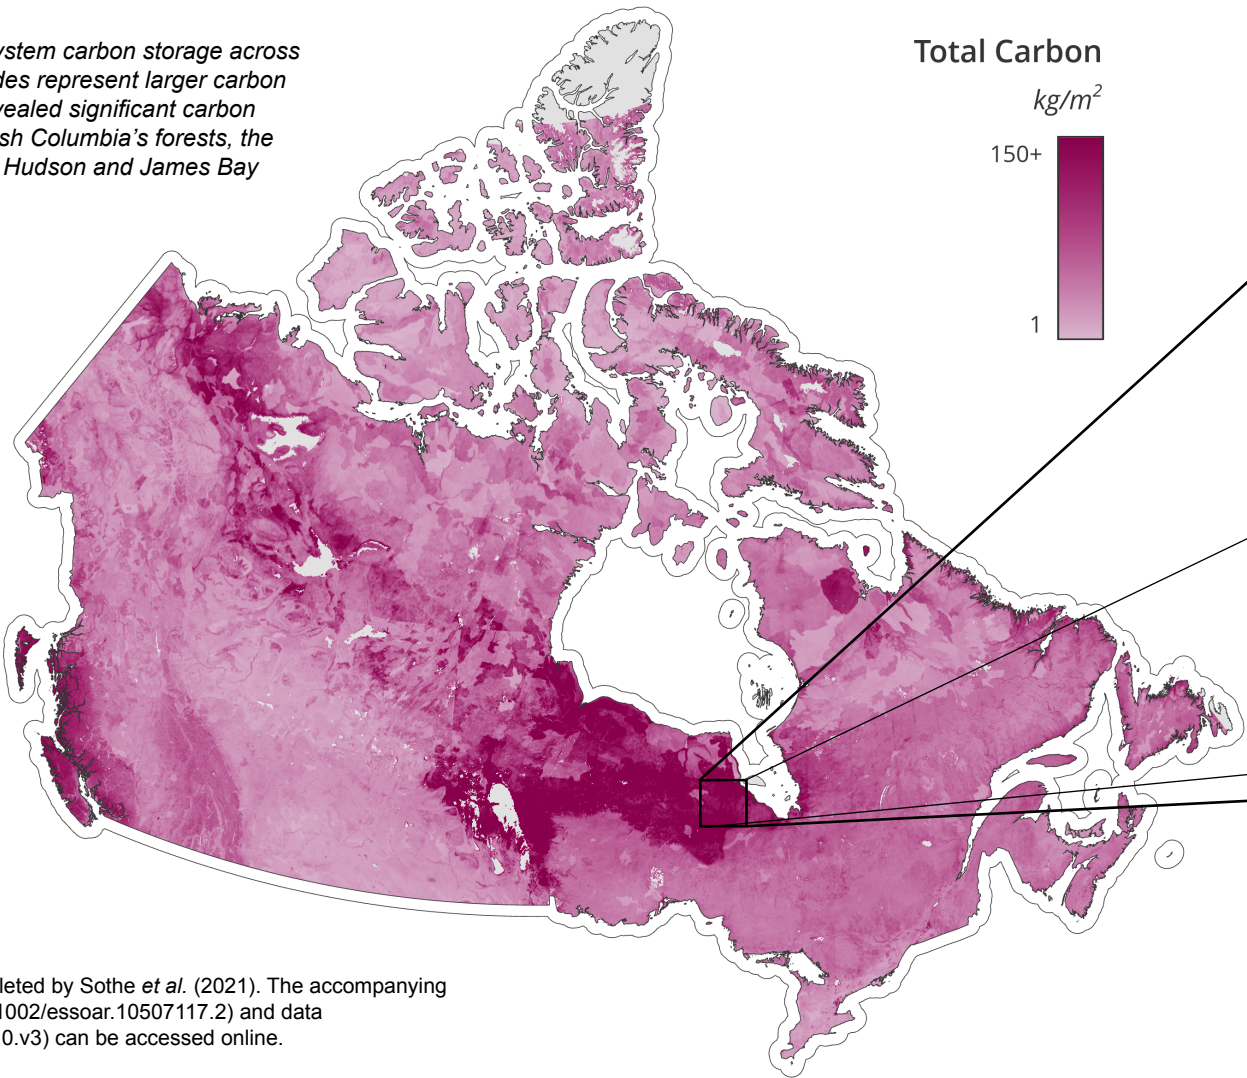 ystem carbon storage across
des represent larger carbon
vealed significant carbon
sh Columbia's forests, the
Hudson and James Bay
Total Carbon
kg/m²
150+
1
leted by Sothe et al. (2021). The accompanying
1002/essoar.10507117.2) and data
0.v3) can be accessed online.